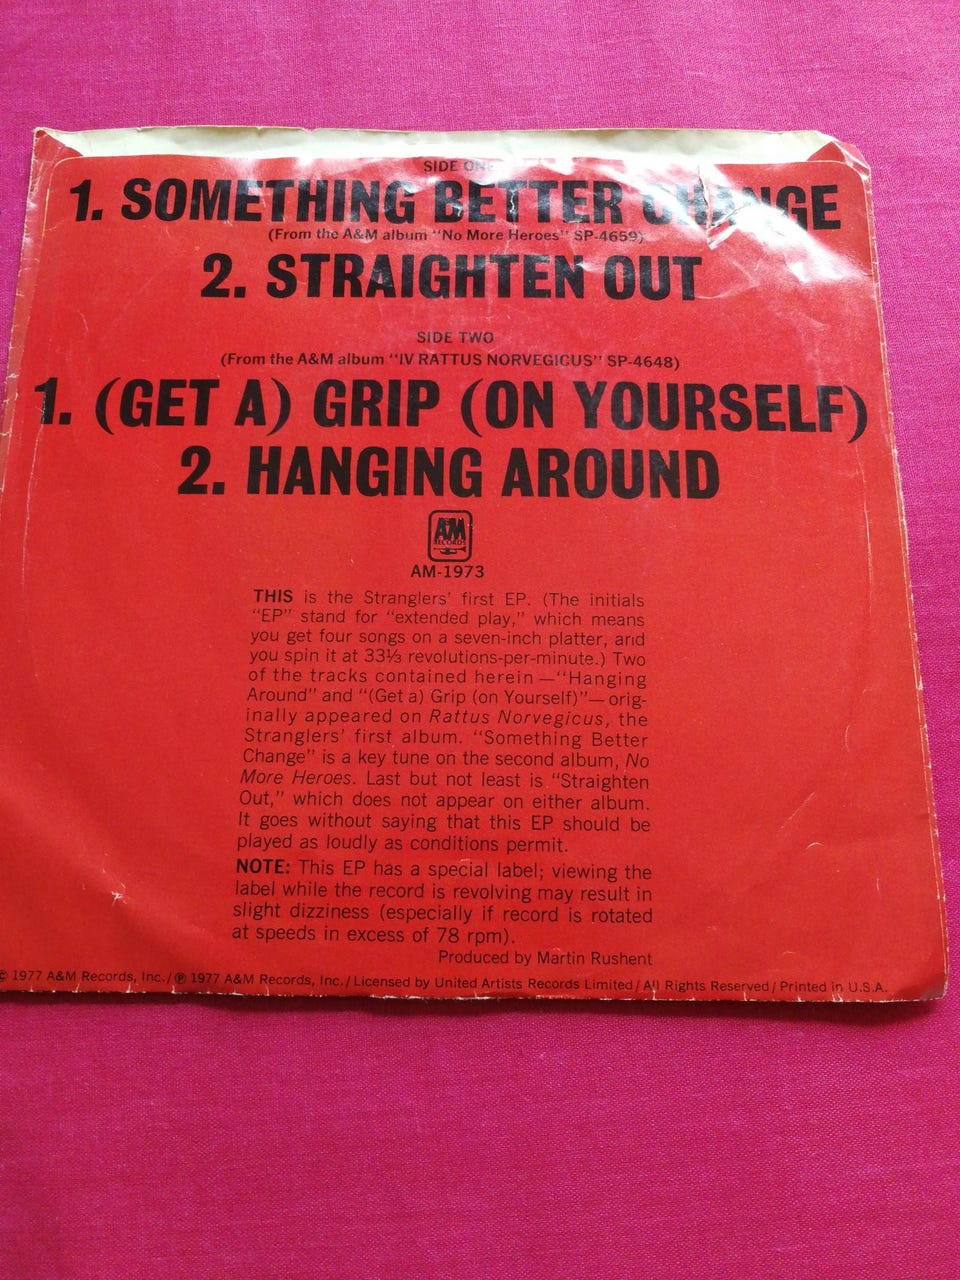 SIDE ONE
1. SOMETHING BETTER CHANGE
(From the A&M album "No More Heroes" SP-4659)
2. STRAIGHTEN OUT
SIDE TWO
(From the A&M album "IV RATTUS NORVEGICUS" SP-4648)
1. (GET A) GRIP (ON YOURSELF)
2. HANGING AROUND
A&M
RECORDS
AM-1973
THIS is the Stranglers' first EP. (The initials
"EP" stand for "extended play," which means
you get four songs on a seven-inch platter, and
you spin it at 33⅓ revolutions-per-minute.) Two
of the tracks contained herein—"Hanging
Around" and "(Get a) Grip (on Yourself)"—orig-
inally appeared on Rattus Norvegicus, the
Stranglers' first album. "Something Better
Change" is a key tune on the second album, No
More Heroes. Last but not least is "Straighten
Out," which does not appear on either album.
It goes without saying that this EP should be
played as loudly as conditions permit.
NOTE: This EP has a special label; viewing the
label while the record is revolving may result in
slight dizziness (especially if record is rotated
at speeds in excess of 78 rpm).
Produced by Martin Rushent
© 1977 A&M Records, Inc./℗ 1977 A&M Records, Inc./Licensed by United Artists Records Limited/All Rights Reserved/Printed in U.S.A.